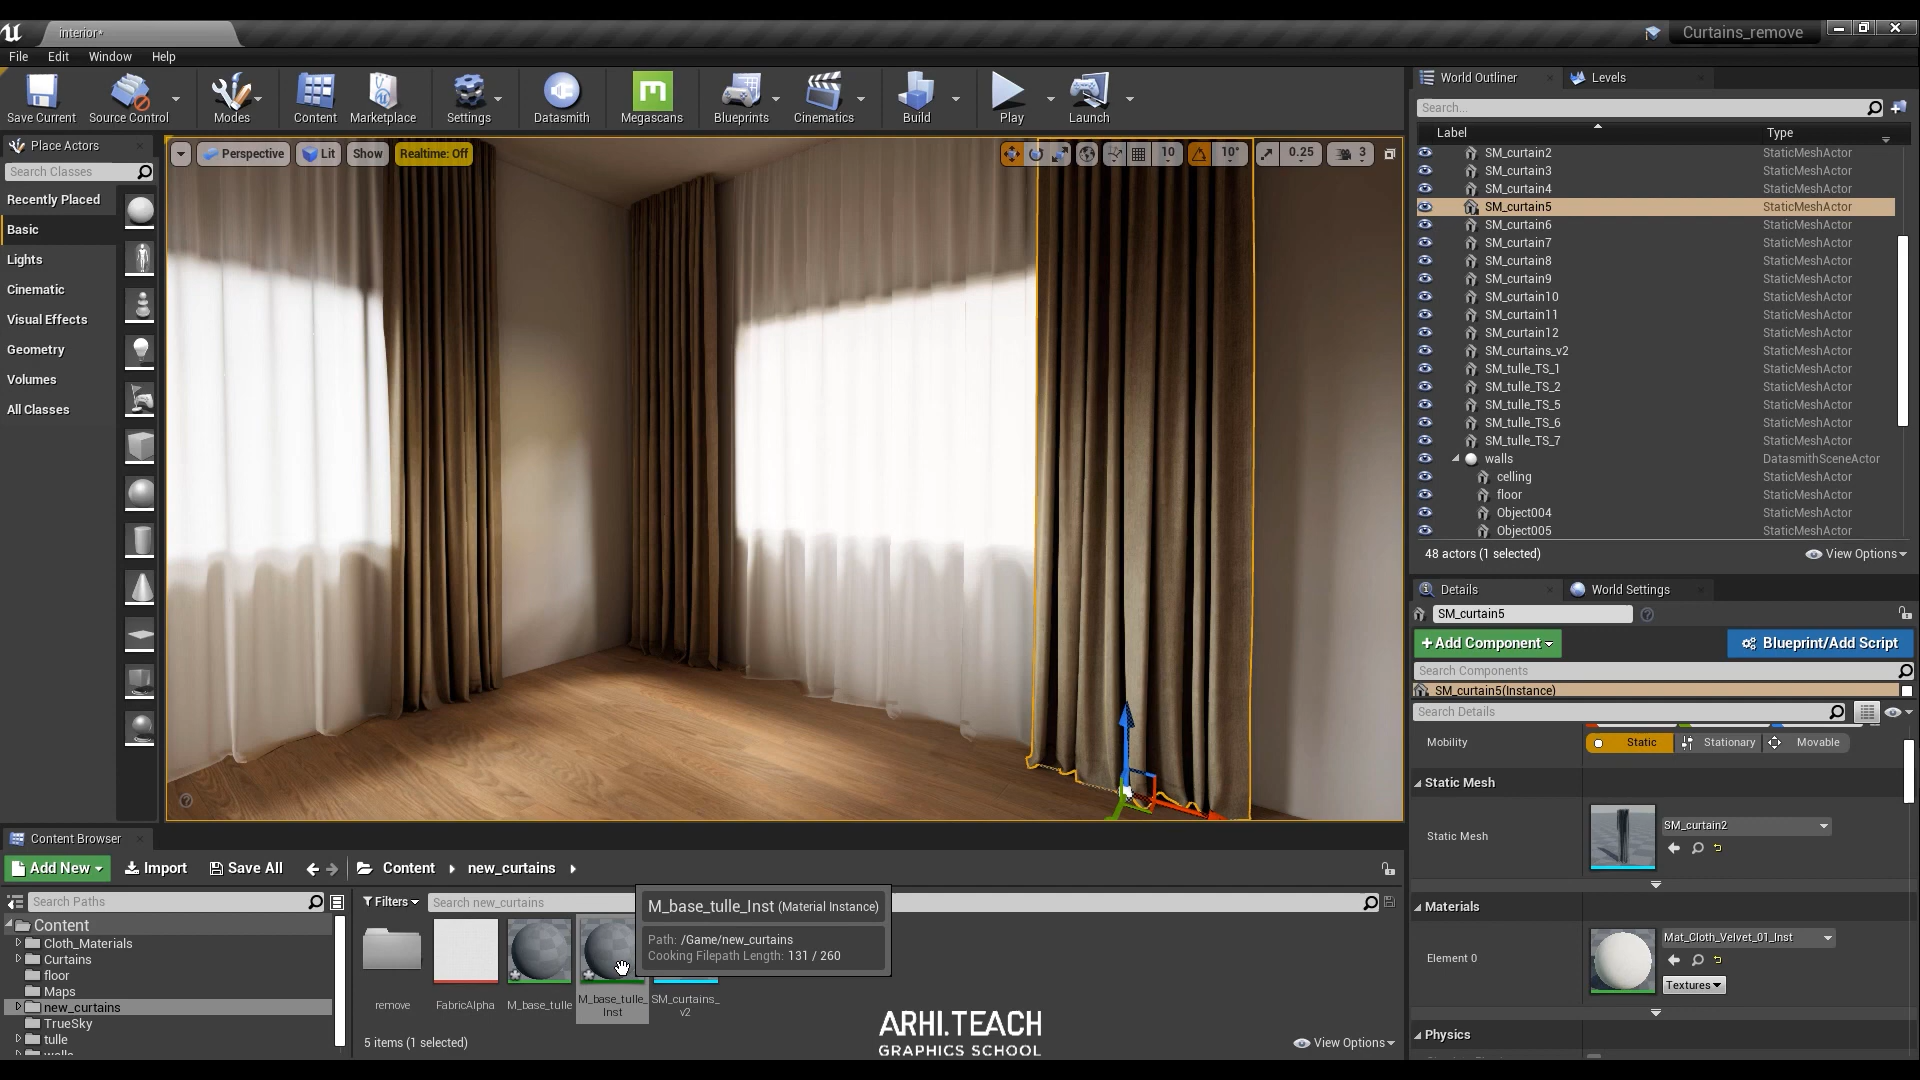 interior*
Curtains_remove
File Edit Window Help
Save Current
Source Control
Modes
Content
Marketplace
Settings
Datasmith
Megascans
Blueprints
Cinematics
Build
Play
Launch
Place Actors
Search Classes
Recently Placed
Basic
Lights
Cinematic
Visual Effects
Geometry
Volumes
All Classes
Perspective Lit Show Realtime: Off
10 10° 0.25 3
World Outliner Levels
Search...
Label Type
SM_curtain2 StaticMeshActor
SM_curtain3 StaticMeshActor
SM_curtain4 StaticMeshActor
SM_curtain5 StaticMeshActor
SM_curtain6 StaticMeshActor
SM_curtain7 StaticMeshActor
SM_curtain8 StaticMeshActor
SM_curtain9 StaticMeshActor
SM_curtain10 StaticMeshActor
SM_curtain11 StaticMeshActor
SM_curtain12 StaticMeshActor
SM_curtains_v2 StaticMeshActor
SM_tulle_TS_1 StaticMeshActor
SM_tulle_TS_2 StaticMeshActor
SM_tulle_TS_5 StaticMeshActor
SM_tulle_TS_6 StaticMeshActor
SM_tulle_TS_7 StaticMeshActor
walls DatasmithSceneActor
celling StaticMeshActor
floor StaticMeshActor
Object004 StaticMeshActor
Object005 StaticMeshActor
48 actors (1 selected) View Options
Details World Settings
SM_curtain5
+Add Component Blueprint/Add Script
Search Components
SM_curtain5(Instance)
Search Details
Mobility Static Stationary Movable
Static Mesh
Static Mesh SM_curtain2
Materials
Element 0 Mat_Cloth_Velvet_01_Inst
Textures
Physics
Content Browser
Add New Import Save All Content new_curtains
Search Paths
Content
Cloth_Materials
Curtains
floor
Maps
new_curtains
TrueSky
tulle
Filters Search new_curtains
M_base_tulle_Inst (Material Instance)
Path: /Game/new_curtains
Cooking Filepath Length: 131 / 260
remove
FabricAlpha
M_base_tulle
M_base_tulle_
Inst
SM_curtains_
v2
5 items (1 selected)
View Options
ARHI.TEACH
GRAPHICS SCHOOL